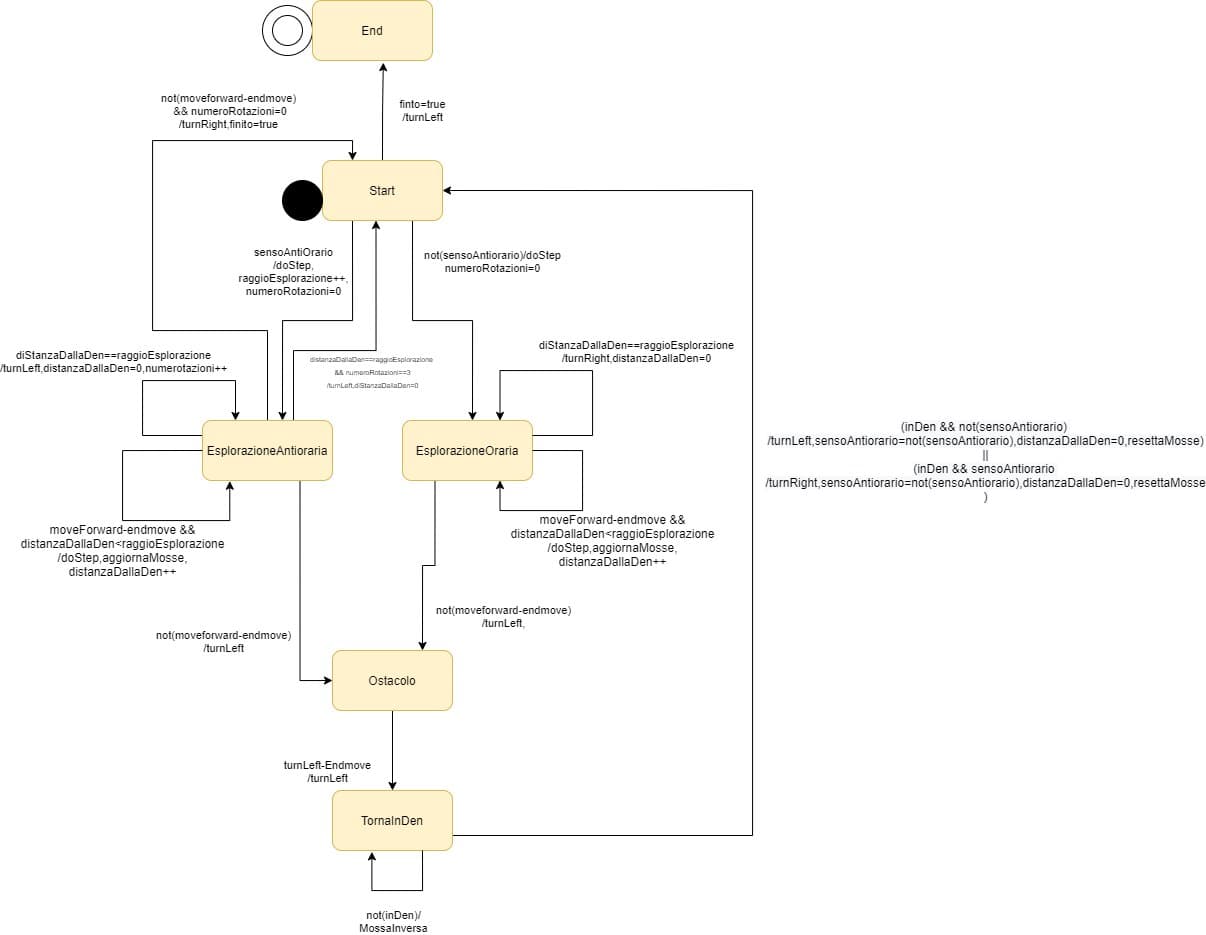 End
not(moveforward-endmove)
&& numeroRotazioni=0
/turnRight,finito=true
finto=true
/turnLeft
Start
sensoAntiOrario
/doStep,
raggioEsplorazione++,
numeroRotazioni=0
not(sensoAntiorario)/doStep
numeroRotazioni=0
diStanzaDallaDen==raggioEsplorazione
/turnLeft,distanzaDallaDen=0,numerotazioni++
distanzaDallaDen==raggioEsplorazione
&& numeroRotazioni==3
/turnLeft,diStanzaDallaDen=0
diStanzaDallaDen==raggioEsplorazione
/turnRight,distanzaDallaDen=0
EsplorazioneAntioraria
EsplorazioneOraria
(inDen && not(sensoAntiorario)
/turnLeft,sensoAntiorario=not(sensoAntiorario),distanzaDallaDen=0,resettaMosse)
||
(inDen && sensoAntiorario
/turnRight,sensoAntiorario=not(sensoAntiorario),distanzaDallaDen=0,resettaMosse
)
moveForward-endmove &&
distanzaDallaDen<raggioEsplorazione
/doStep,aggiornaMosse,
distanzaDallaDen++
moveForward-endmove &&
distanzaDallaDen<raggioEsplorazione
/doStep,aggiornaMosse,
distanzaDallaDen++
not(moveforward-endmove)
/turnLeft
not(moveforward-endmove)
/turnLeft,
Ostacolo
turnLeft-Endmove
/turnLeft
TornaInDen
not(inDen)/
MossaInversa